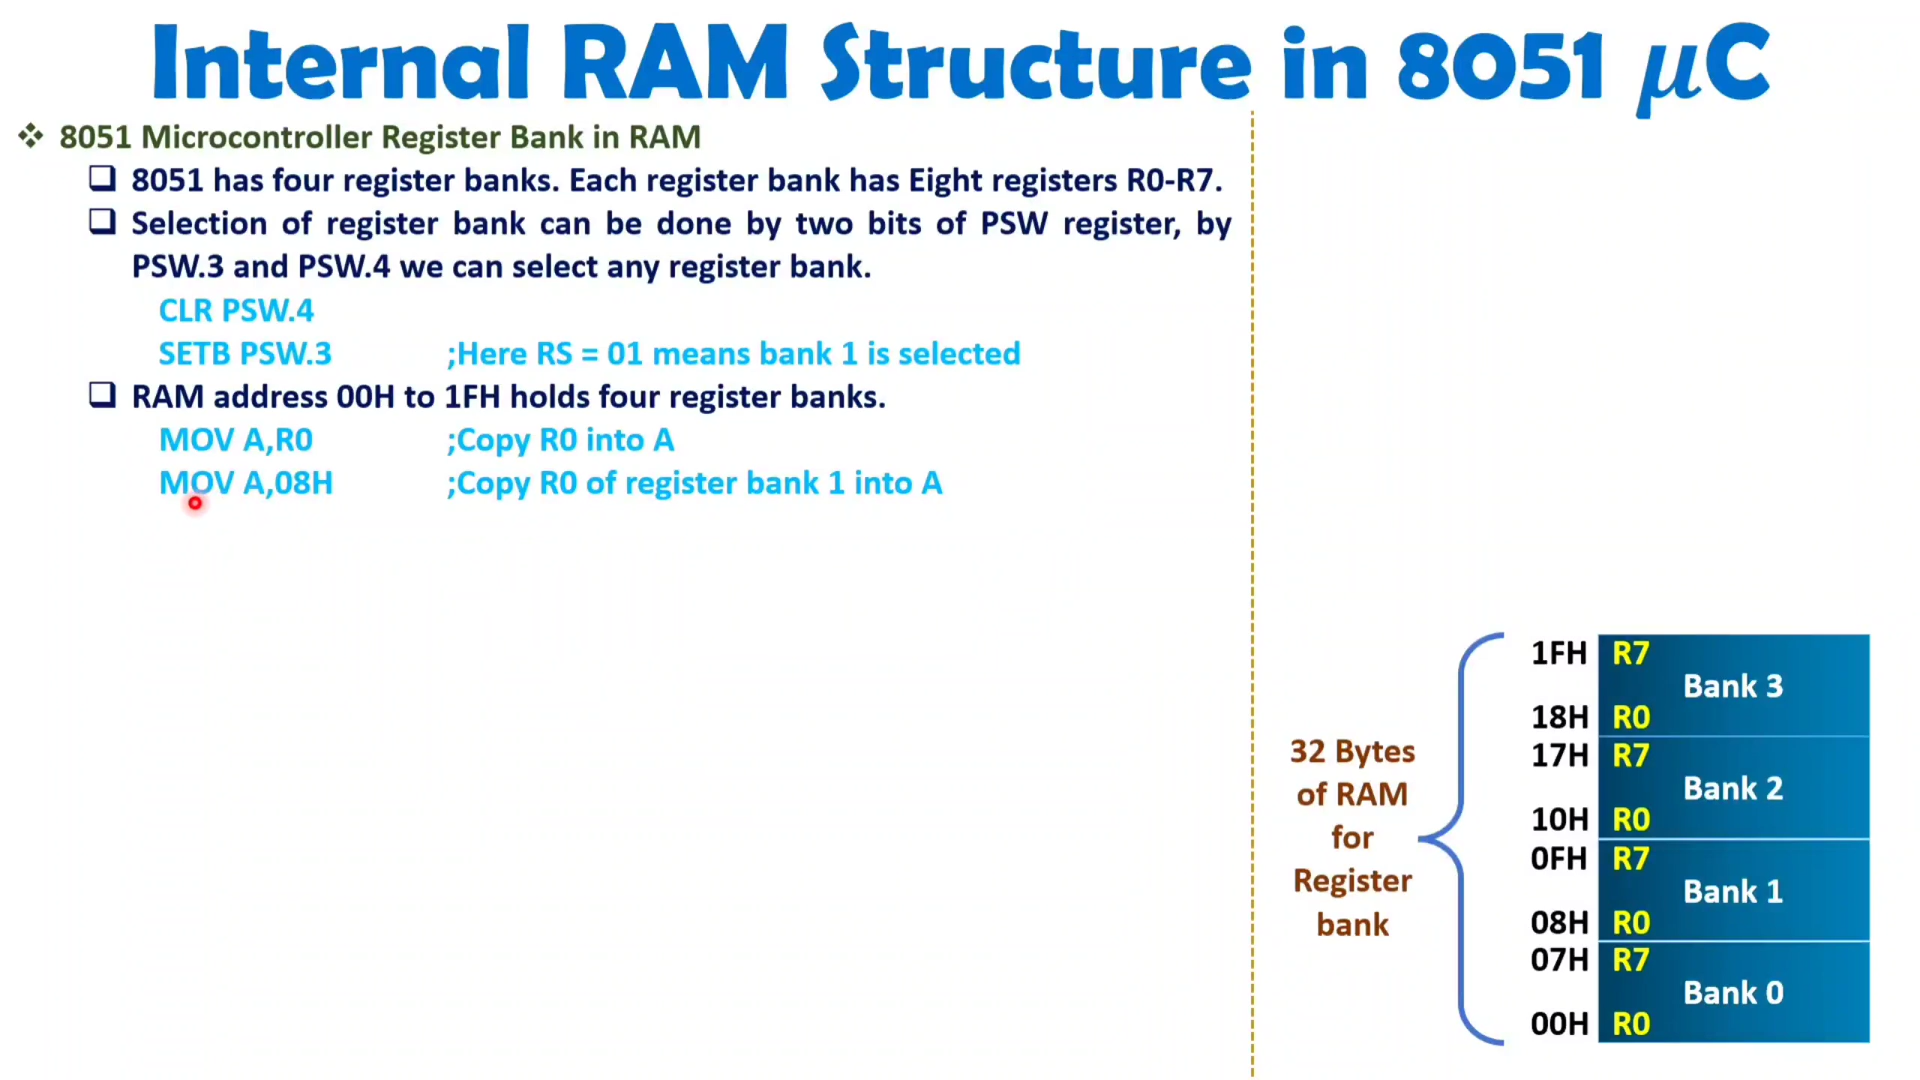 Internal RAM Structure in 8051 μC
❖ 8051 Microcontroller Register Bank in RAM
❑ 8051 has four register banks. Each register bank has Eight registers R0-R7.
❑ Selection of register bank can be done by two bits of PSW register, by
PSW.3 and PSW.4 we can select any register bank.
CLR PSW.4
SETB PSW.3 ;Here RS = 01 means bank 1 is selected
❑ RAM address 00H to 1FH holds four register banks.
MOV A,R0 ;Copy R0 into A
MOV A,08H ;Copy R0 of register bank 1 into A
32 Bytes
of RAM
for
Register
bank
1FH R7
Bank 3
18H R0
17H R7
Bank 2
10H R0
0FH R7
Bank 1
08H R0
07H R7
Bank 0
00H R0